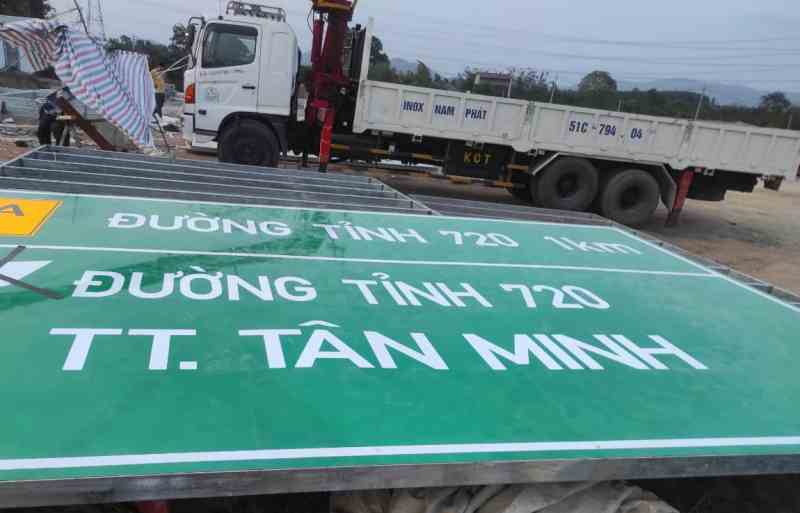 INOX NAM PHÁT
51C-794.04
KCT
A
ĐƯỜNG TỈNH 720 1Km
ĐƯỜNG TỈNH 720
TT. TÂN MINH